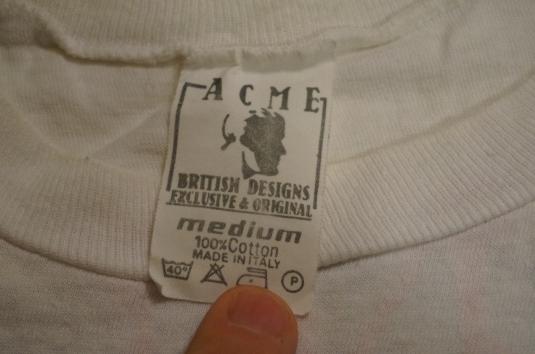 ACME
BRITISH DESIGNS
EXCLUSIVE & ORIGINAL
medium
100% Cotton
MADE IN ITALY
40° P